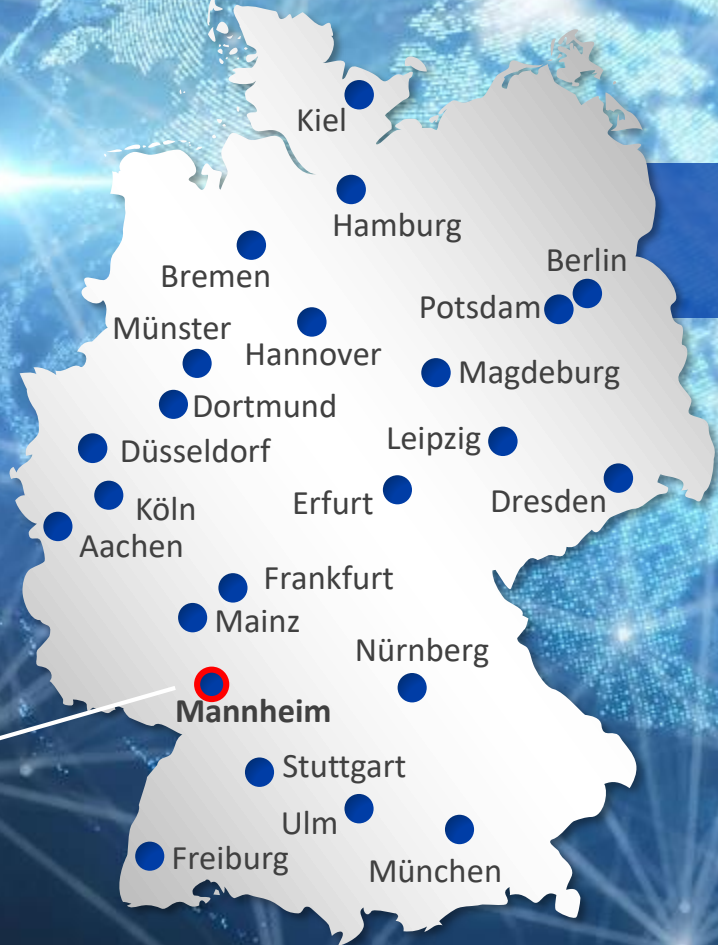 Kiel
Hamburg
Bremen
Berlin
Potsdam
Münster
Hannover
Magdeburg
Dortmund
Leipzig
Düsseldorf
Erfurt
Dresden
Köln
Aachen
Frankfurt
Mainz
Nürnberg
Mannheim
Stuttgart
Ulm
Freiburg
München